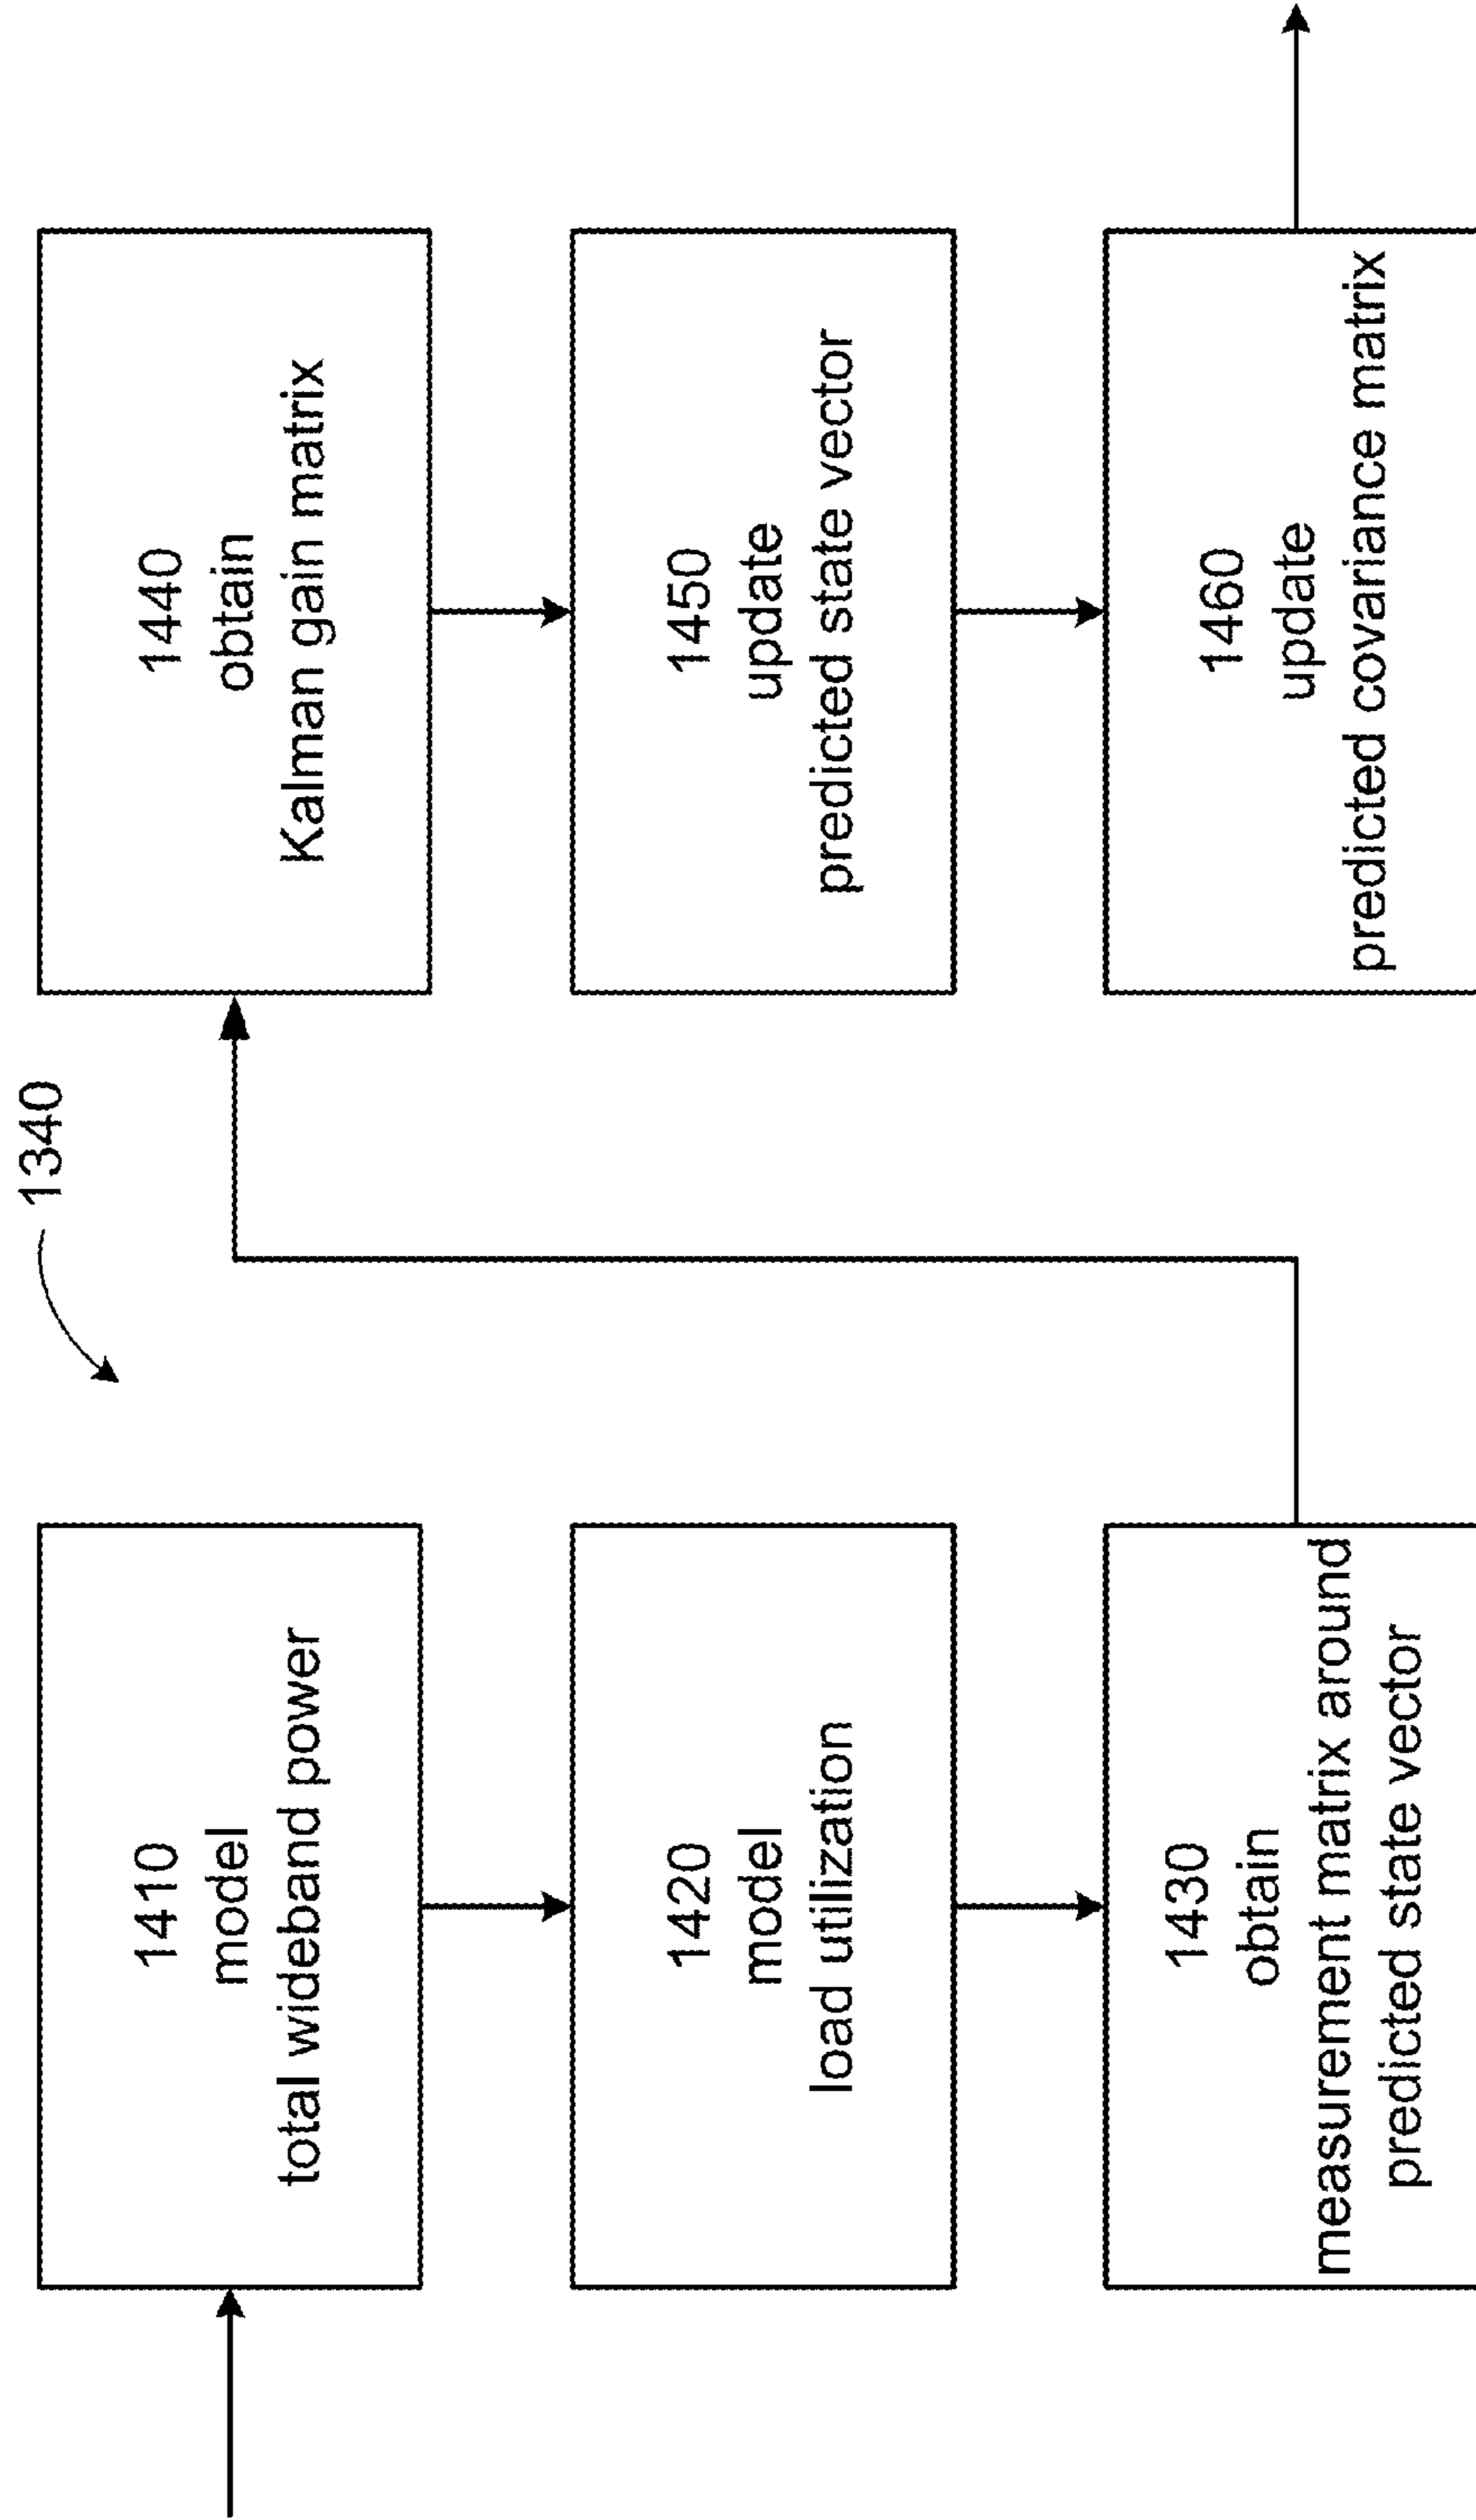 1340
1410
model
total wideband power
1420
model
load utilization
1430
obtain
measurement matrix around
predicted state vector
1440
obtain
Kalman gain matrix
1450
update
predicted state vector
1460
update
predicted covariance matrix